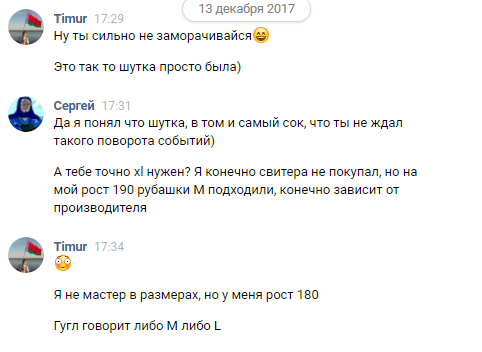 13 декабря 2017
Timur 17:29
Ну ты сильно не заморачивайся😄
Это так то шутка просто была)
Сергей 17:31
Да я понял что шутка, в том и самый сок, что ты не ждал
такого поворота событий)
А тебе точно xl нужен? Я конечно свитера не покупал, но на
мой рост 190 рубашки М подходили, конечно зависит от
производителя
Timur 17:34
😳
Я не мастер в размерах, но у меня рост 180
Гугл говорит либо М либо L